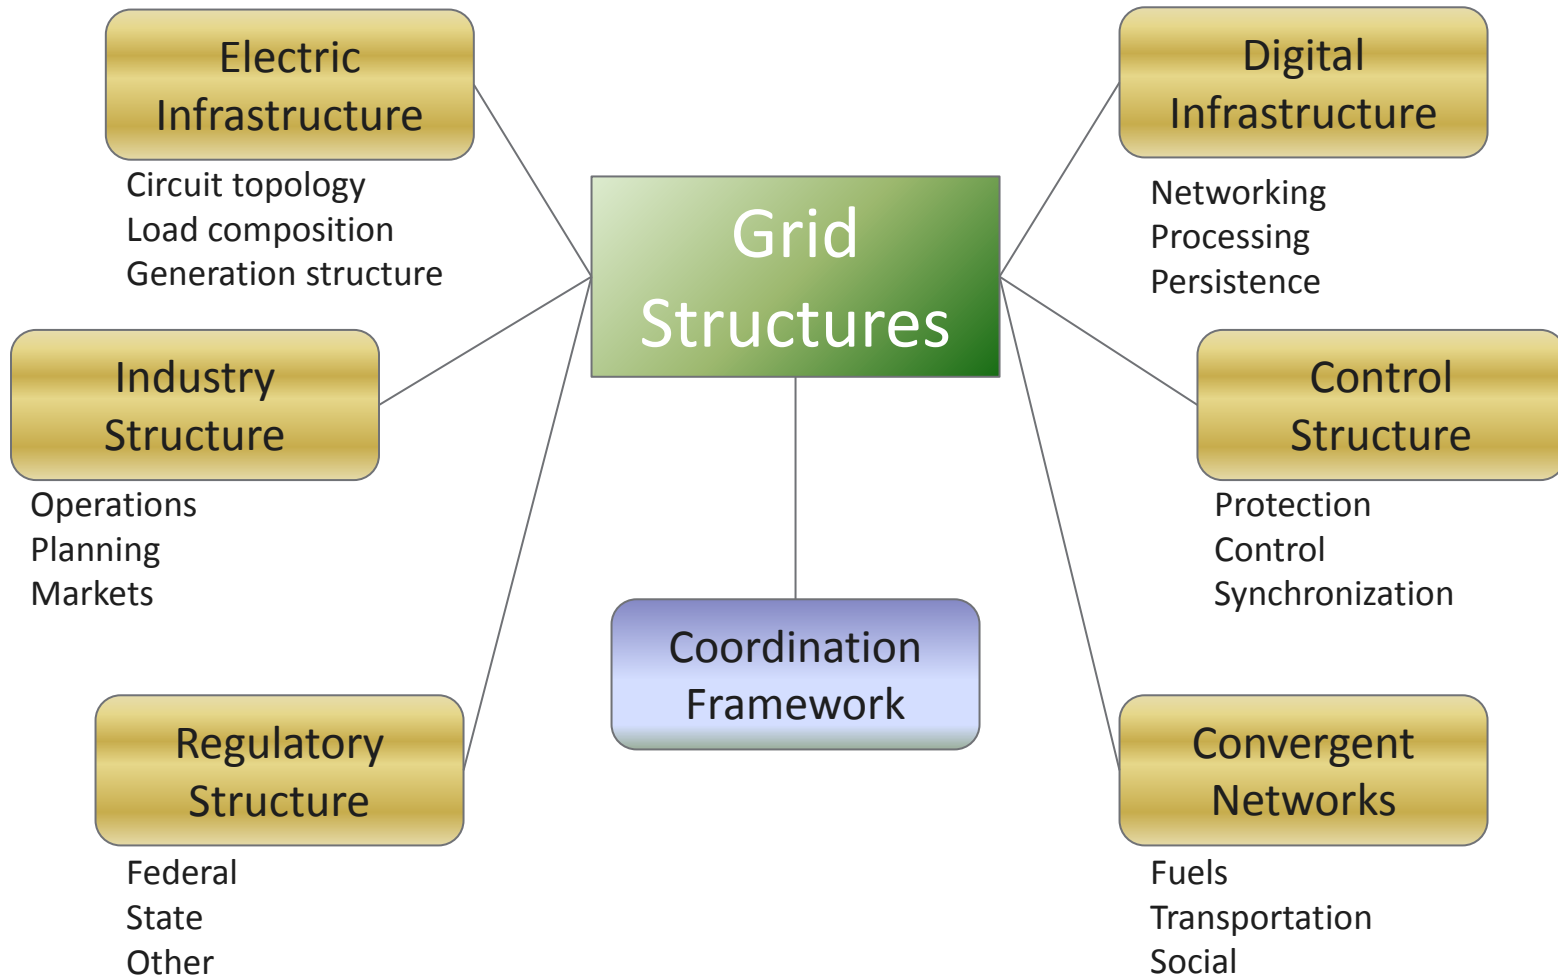 Electric
Infrastructure
Circuit topology
Load composition
Generation structure
Industry
Structure
Operations
Planning
Markets
Regulatory
Structure
Federal
State
Other
Grid
Structures
Coordination
Framework
Digital
Infrastructure
Networking
Processing
Persistence
Control
Structure
Protection
Control
Synchronization
Convergent
Networks
Fuels
Transportation
Social